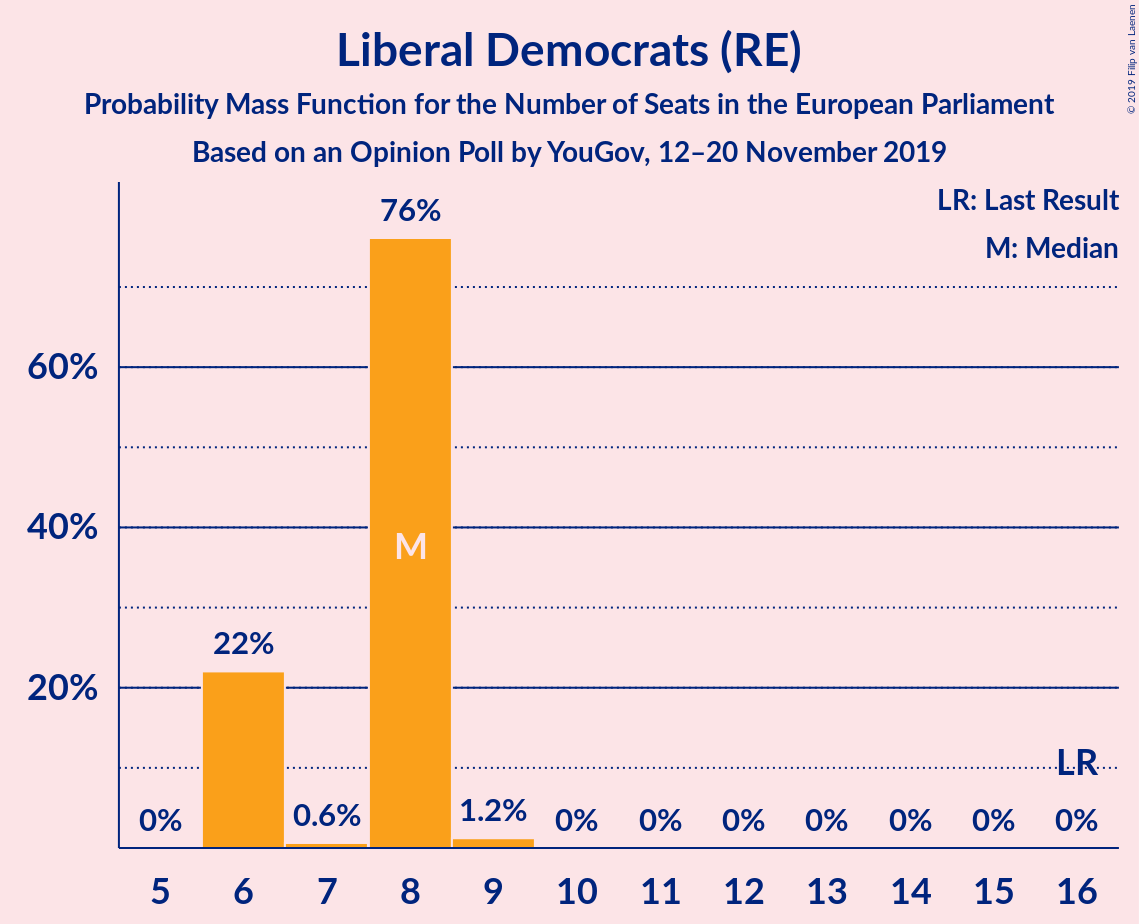 Liberal Democrats (RE)
Probability Mass Function for the Number of Seats in the European Parliament
Based on an Opinion Poll by YouGov, 12–20 November 2019
© 2019 Filip van Laenen
LR: Last Result
M: Median
76%
60%
40%
M
22%
20%
LR
0%
0.6%
1.2%
0%
0%
0%
0%
0%
0%
0%
5 6 7 8 9 10 11 12 13 14 15 16